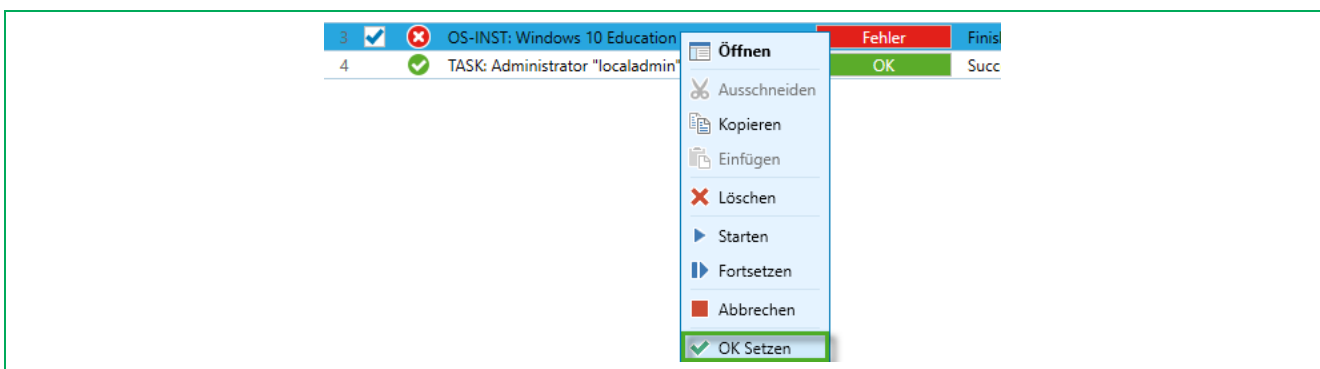 3 OS-INST: Windows 10 Education Fehler Finis
4 TASK: Administrator "localadmin" OK Succ
Öffnen
Ausschneiden
Kopieren
Einfügen
Löschen
Starten
Fortsetzen
Abbrechen
OK Setzen